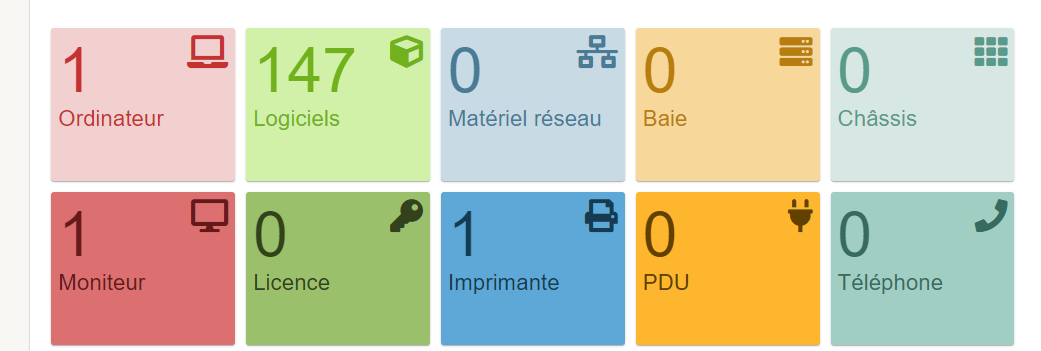 1
Ordinateur
147
Logiciels
0
Matériel réseau
0
Baie
0
Châssis
1
Moniteur
0
Licence
1
Imprimante
0
PDU
0
Téléphone